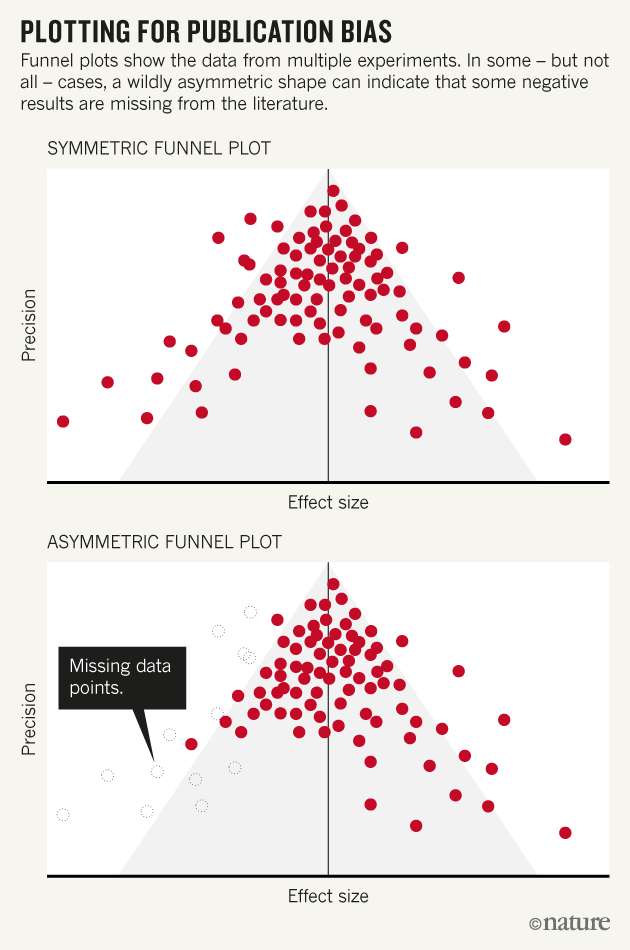 PLOTTING FOR PUBLICATION BIAS
Funnel plots show the data from multiple experiments. In some – but not
all – cases, a wildly asymmetric shape can indicate that some negative
results are missing from the literature.
SYMMETRIC FUNNEL PLOT
Precision
Effect size
ASYMMETRIC FUNNEL PLOT
Missing data
points.
Precision
Effect size
©nature